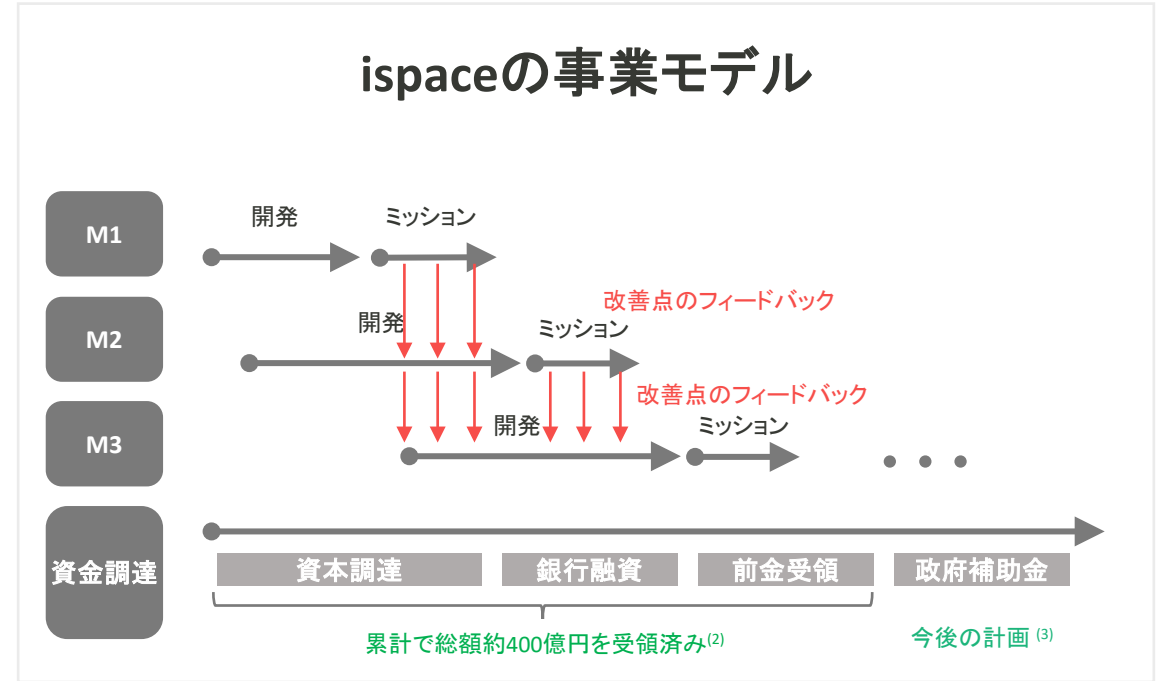 ispaceの事業モデル
M1
開発
ミッション
改善点のフィードバック
M2
開発
ミッション
改善点のフィードバック
M3
開発
ミッション
• • •
資金調達
資本調達
銀行融資
前金受領
政府補助金
累計で総額約400億円を受領済み(2)
今後の計画 (3)